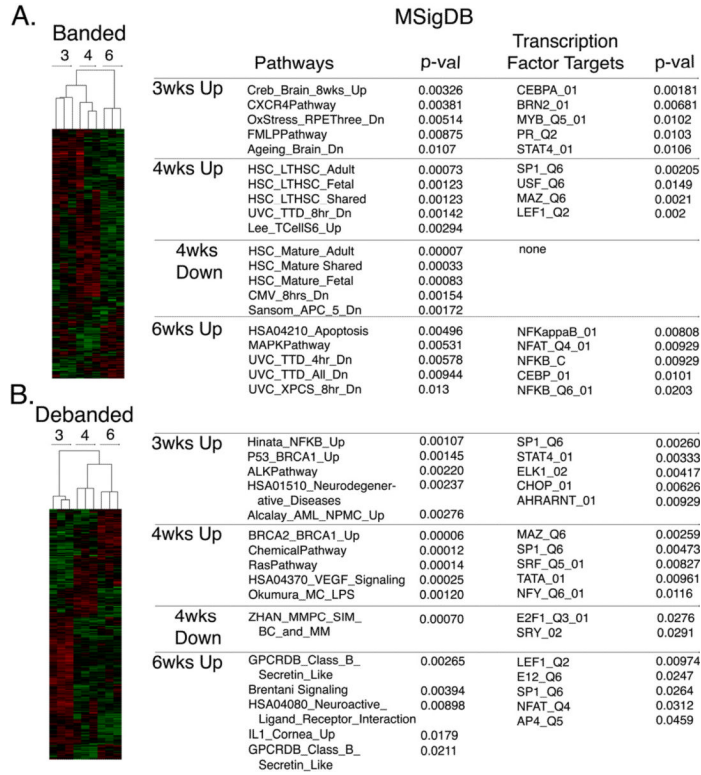 A.
MSigDB
Banded
3 4 6
Pathways p-val Transcription Factor Targets p-val
3wks Up
Creb_Brain_8wks_Up 0.00326 CEBPA_01 0.00181
CXCR4Pathway 0.00381 BRN2_01 0.00681
OxStress_RPEThree_Dn 0.00514 MYB_Q5_01 0.0102
FMLPPathway 0.00875 PR_Q2 0.0103
Ageing_Brain_Dn 0.0107 STAT4_01 0.0106
4wks Up
HSC_LTHSC_Adult 0.00073 SP1_Q6 0.00205
HSC_LTHSC_Fetal 0.00123 USF_Q6 0.0149
HSC_LTHSC_Shared 0.00123 MAZ_Q6 0.0021
UVC_TTD_8hr_Dn 0.00142 LEF1_Q2 0.002
Lee_TCellS6_Up 0.00294
4wks Down
HSC_Mature_Adult 0.00007 none
HSC_Mature Shared 0.00033
HSC_Mature_Fetal 0.00083
CMV_8hrs_Dn 0.00154
Sansom_APC_5_Dn 0.00172
6wks Up
HSA04210_Apoptosis 0.00496 NFKappaB_01 0.00808
MAPKPathway 0.00531 NFAT_Q4_01 0.00929
UVC_TTD_4hr_Dn 0.00578 NFKB_C 0.00929
UVC_TTD_All_Dn 0.00944 CEBP_01 0.0101
UVC_XPCS_8hr_Dn 0.013 NFKB_Q6_01 0.0203
B.
Debanded
3 4 6
3wks Up
Hinata_NFKB_Up 0.00107 SP1_Q6 0.00260
P53_BRCA1_Up 0.00145 STAT4_01 0.00333
ALKPathway 0.00220 ELK1_02 0.00417
HSA01510_Neurodegener- 0.00237 CHOP_01 0.00626
ative_Diseases AHRARNT_01 0.00929
Alcalay_AML_NPMC_Up 0.00276
4wks Up
BRCA2_BRCA1_Up 0.00006 MAZ_Q6 0.00259
ChemicalPathway 0.00012 SP1_Q6 0.00473
RasPathway 0.00014 SRF_Q5_01 0.00827
HSA04370_VEGF_Signaling 0.00025 TATA_01 0.00961
Okumura_MC_LPS 0.00120 NFY_Q6_01 0.0116
4wks Down
ZHAN_MMPC_SIM_ 0.00070 E2F1_Q3_01 0.0276
BC_and_MM SRY_02 0.0291
6wks Up
GPCRDB_Class_B_ 0.00265 LEF1_Q2 0.00974
Secretin_Like E12_Q6 0.0247
Brentani Signaling 0.00394 SP1_Q6 0.0264
HSA04080_Neuroactive_ 0.00898 NFAT_Q4 0.0312
Ligand_Receptor_Interaction AP4_Q5 0.0459
IL1_Cornea_Up 0.0179
GPCRDB_Class_B_ 0.0211
Secretin_Like